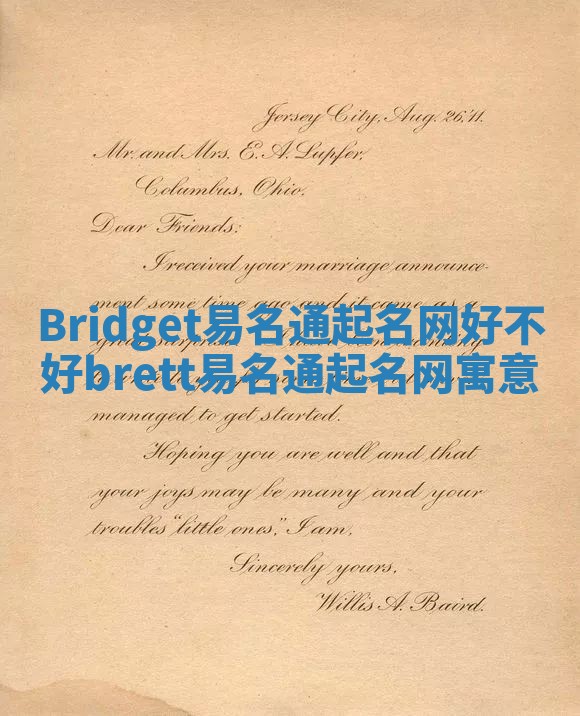 Jersey City, Aug. 26,'11.
Mr. and Mrs. E. A. Lupfer,
Columbus, Ohio.
Dear Friends:
I received your marriage announce-
ment some time ago and it came as a
Bridget易名通起名网好不
好brett易名通起名网寓意
managed to get started.
Hoping you are well and that
your joys may be many and your
troubles "little ones," I am,
Sincerely yours,
Willis A. Baird.